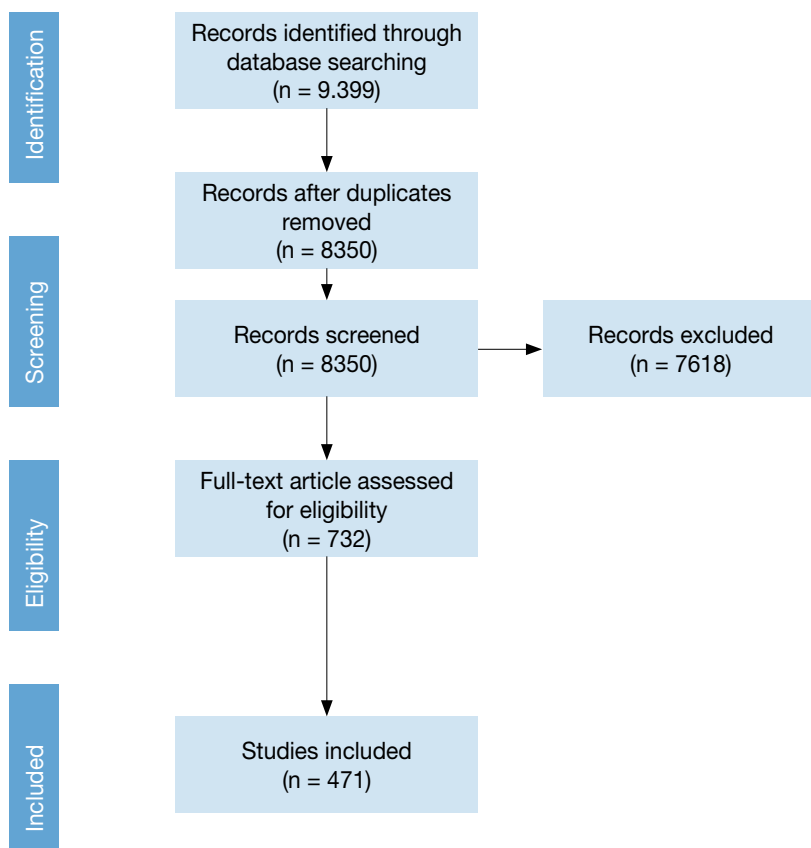 Identification
Records identified through
database searching
(n = 9.399)
Records after duplicates
removed
(n = 8350)
Screening
Records screened
(n = 8350)
Records excluded
(n = 7618)
Eligibility
Full-text article assessed
for eligibility
(n = 732)
Included
Studies included
(n = 471)